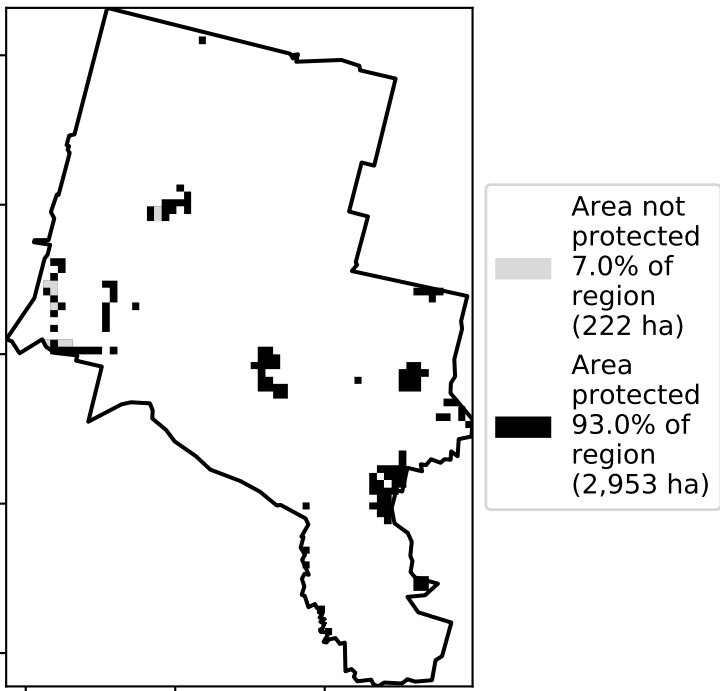 Area not
protected
7.0% of
region
(222 ha)
Area
protected
93.0% of
region
(2,953 ha)